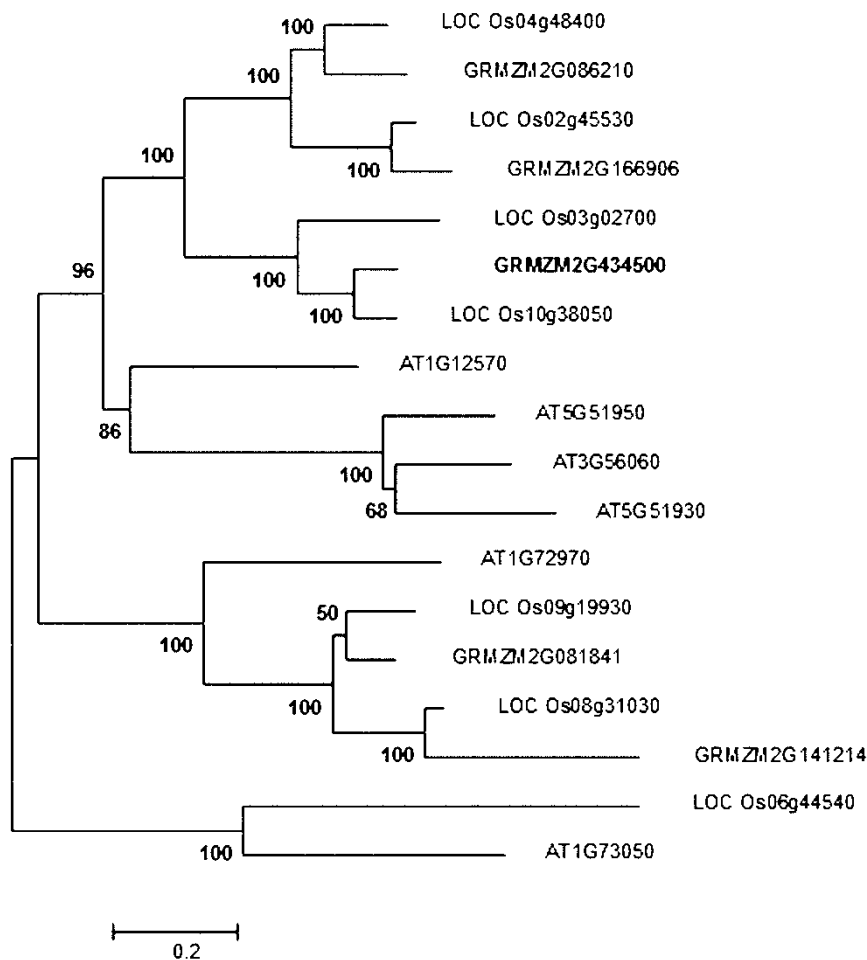 LOC Os04g48400
100
GRMZM2G086210
100
LOC Os02g45530
100
GRMZM2G166906
100
LOC Os03g02700
96
GRMZM2G434500
100
LOC Os10g38050
100
AT1G12570
AT5G51950
86
AT3G56060
100
AT5G51930
68
AT1G72970
LOC Os09g19930
50
100
GRMZM2G081841
LOC Os08g31030
100
GRMZM2G141214
100
LOC Os06g44540
AT1G73050
100
0.2